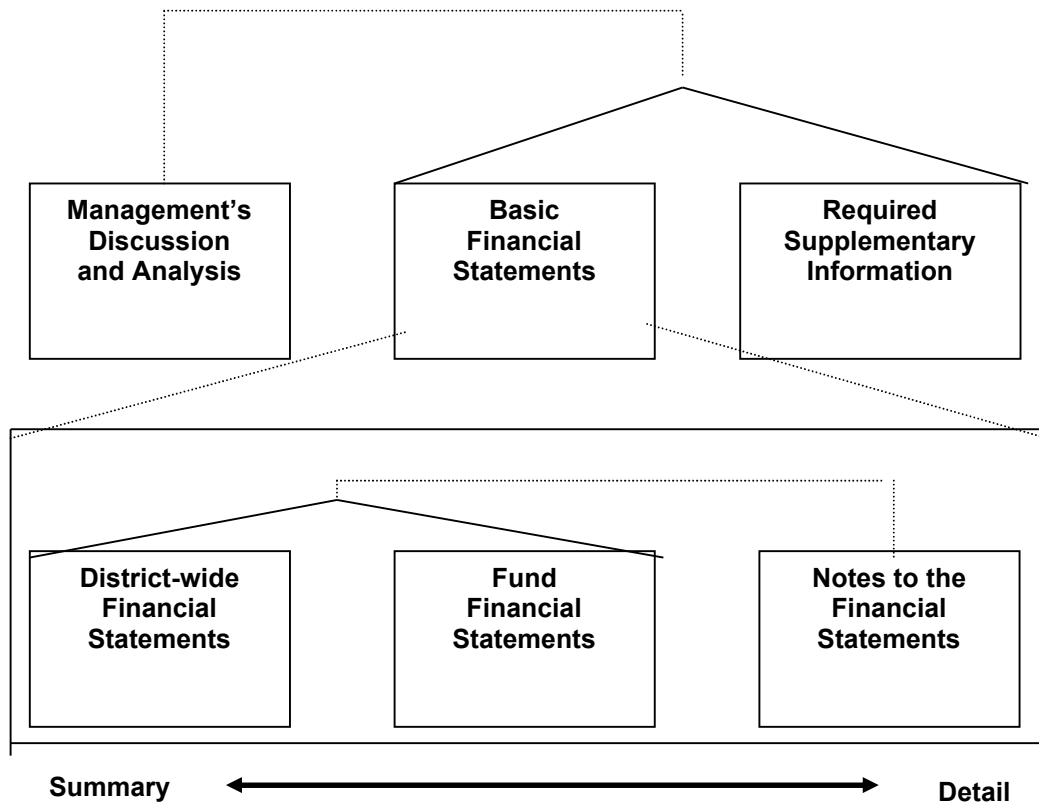 Management’s
Discussion
and Analysis
Basic
Financial
Statements
Required
Supplementary
Information
District-wide
Financial
Statements
Fund
Financial
Statements
Notes to the
Financial
Statements
Summary
Detail